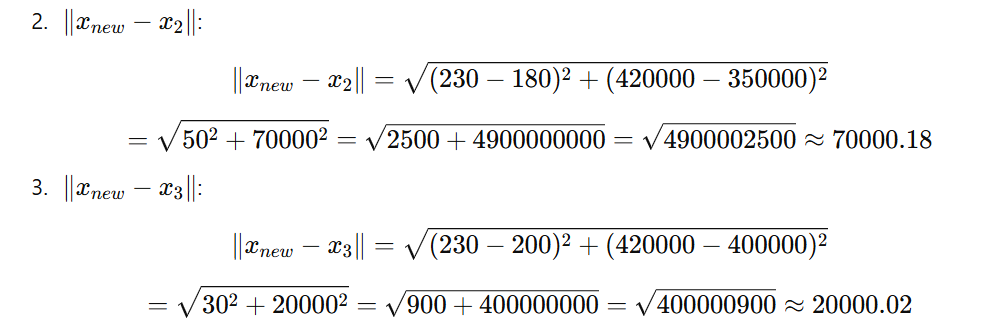 2. ||x_new − x_2||:
||x_new − x_2|| = √((230 − 180)² + (420000 − 350000)²)
= √(50² + 70000²) = √(2500 + 4900000000) = √4900002500 ≈ 70000.18
3. ||x_new − x_3||:
||x_new − x_3|| = √((230 − 200)² + (420000 − 400000)²)
= √(30² + 20000²) = √(900 + 400000000) = √400000900 ≈ 20000.02